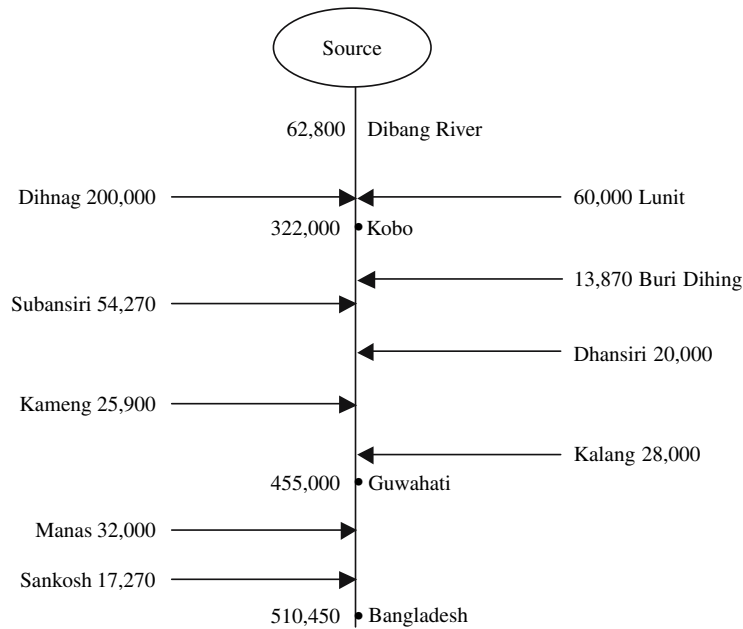 Source
62,800 Dibang River
Dihnag 200,000
60,000 Lunit
322,000 Kobo
13,870 Buri Dihing
Subansiri 54,270
Dhansiri 20,000
Kameng 25,900
Kalang 28,000
455,000 Guwahati
Manas 32,000
Sankosh 17,270
510,450 Bangladesh